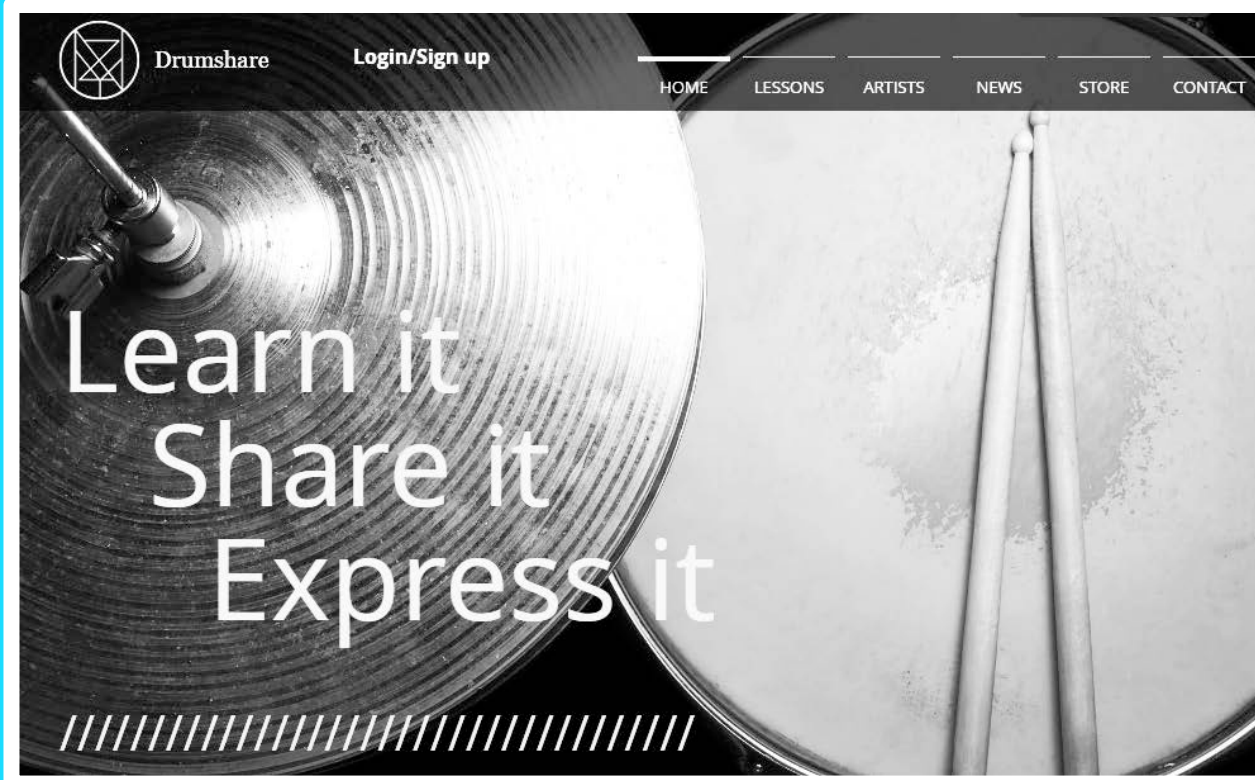 Drumshare
Login/Sign up
HOME LESSONS ARTISTS NEWS STORE CONTACT
Learn it
Share it
Express it
////////////////////////////////////